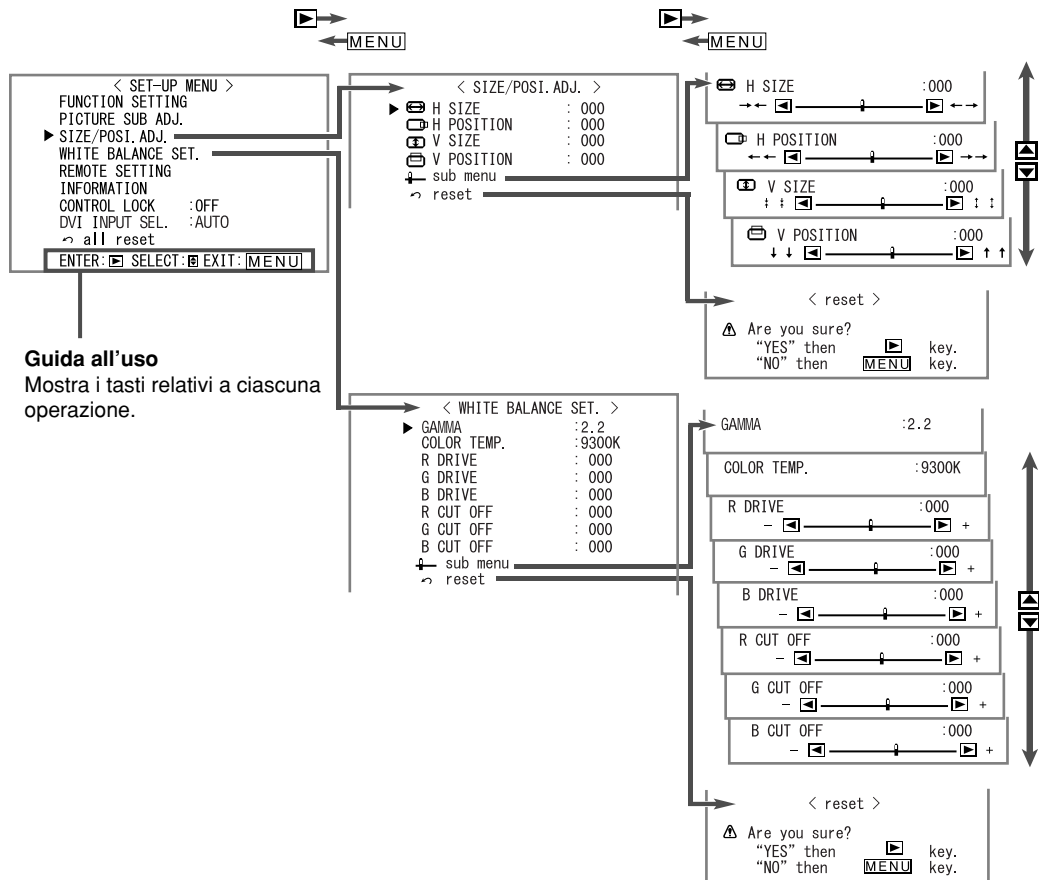 MENU
MENU
< SET-UP MENU >
FUNCTION SETTING
PICTURE SUB ADJ.
SIZE/POSI. ADJ.
WHITE BALANCE SET.
REMOTE SETTING
INFORMATION
CONTROL LOCK :OFF
DVI INPUT SEL. :AUTO
all reset
ENTER: SELECT: EXIT: MENU
Guida all'uso
Mostra i tasti relativi a ciascuna
operazione.
< SIZE/POSI. ADJ. >
H SIZE : 000
H POSITION : 000
V SIZE : 000
V POSITION : 000
sub menu
reset
H SIZE :000
H POSITION :000
V SIZE :000
V POSITION :000
< reset >
Are you sure?
“YES” then key.
“NO” then MENU key.
< WHITE BALANCE SET. >
GAMMA :2.2
COLOR TEMP. :9300K
R DRIVE : 000
G DRIVE : 000
B DRIVE : 000
R CUT OFF : 000
G CUT OFF : 000
B CUT OFF : 000
sub menu
reset
GAMMA :2.2
COLOR TEMP. :9300K
R DRIVE :000
- +
G DRIVE :000
- +
B DRIVE :000
- +
R CUT OFF :000
- +
G CUT OFF :000
- +
B CUT OFF :000
- +
< reset >
Are you sure?
“YES” then key.
“NO” then MENU key.